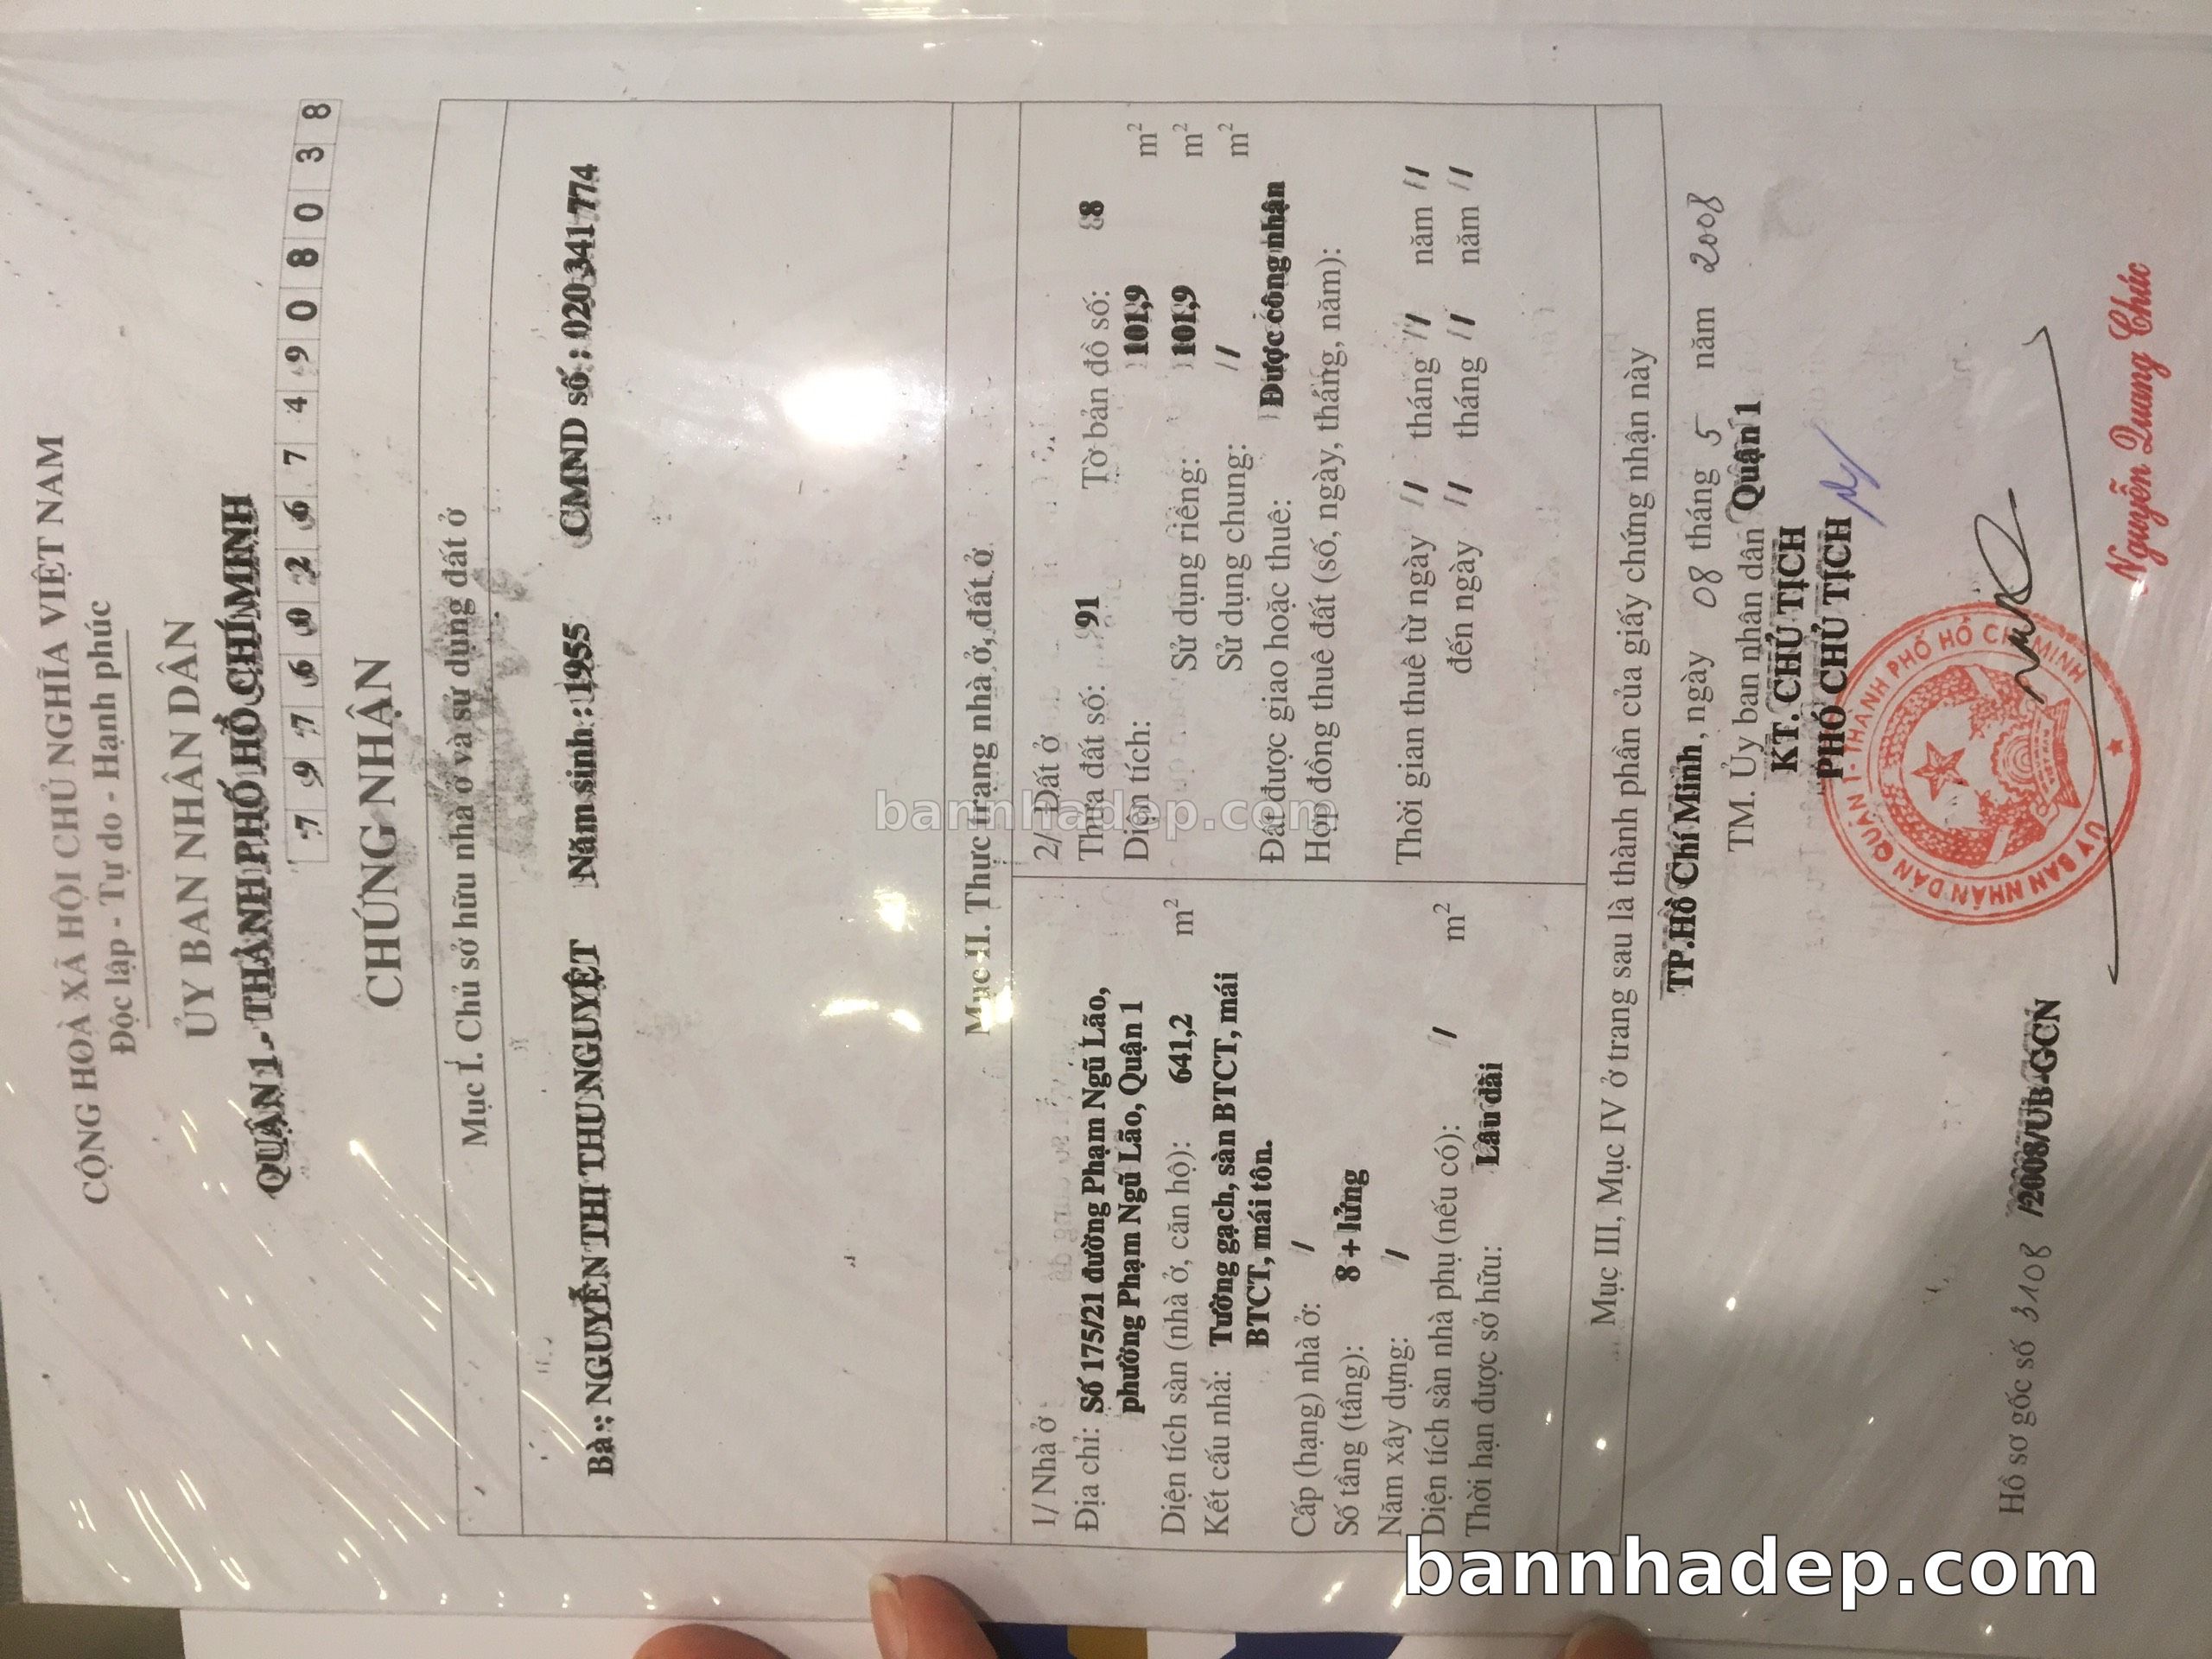 CỘNG HOÀ XÃ HỘI CHỦ NGHĨA VIỆT NAM
Độc lập - Tự do - Hạnh phúc
ỦY BAN NHÂN DÂN
QUẬN 1 - THÀNH PHỐ HỒ CHÍ MINH
7 9 7 6 0 2 6 7 4 9 0 8 0 3 8
CHỨNG NHẬN
Mục I. Chủ sở hữu nhà ở và sử dụng đất ở
Bà : NGUYỄN THỊ THU NGUYỆT Năm sinh : 1955 CMND số : 020341774
Mục II. Thực trạng nhà ở, đất ở
1/ Nhà ở
Địa chỉ: Số 175/21 đường Phạm Ngũ Lão,
phường Phạm Ngũ Lão, Quận 1
Diện tích sàn (nhà ở, căn hộ): 641,2 m²
Kết cấu nhà: Tường gạch, sàn BTCT, mái
BTCT, mái tôn.
Cấp (hạng) nhà ở: /
Số tầng (tầng): 8 + lửng
Năm xây dựng: /
Diện tích sàn nhà phụ (nếu có): / m²
Thời hạn được sở hữu: Lâu dài
2/ Đất ở
Thửa đất số: 91 Tờ bản đồ số: 8
Diện tích: 101,9 m²
Sử dụng riêng: 101,9 m²
Sử dụng chung: / m²
Đất được giao hoặc thuê: Được công nhận
Hợp đồng thuê đất (số, ngày, tháng, năm):
Thời gian thuê từ ngày / tháng / năm /
đến ngày / tháng / năm /
Mục III, Mục IV ở trang sau là thành phần của giấy chứng nhận này
TP.Hồ Chí Minh, ngày 08 tháng 5 năm 2008
TM. Ủy ban nhân dân Quận 1
KT. CHỦ TỊCH
PHÓ CHỦ TỊCH
ỦY BAN NHÂN DÂN QUẬN 1 - THÀNH PHỐ HỒ CHÍ MINH
Nguyễn Quang Chúc
Hồ sơ gốc số 3108 /2008/UB-GCN
bannhadep.com
bannhadep.com